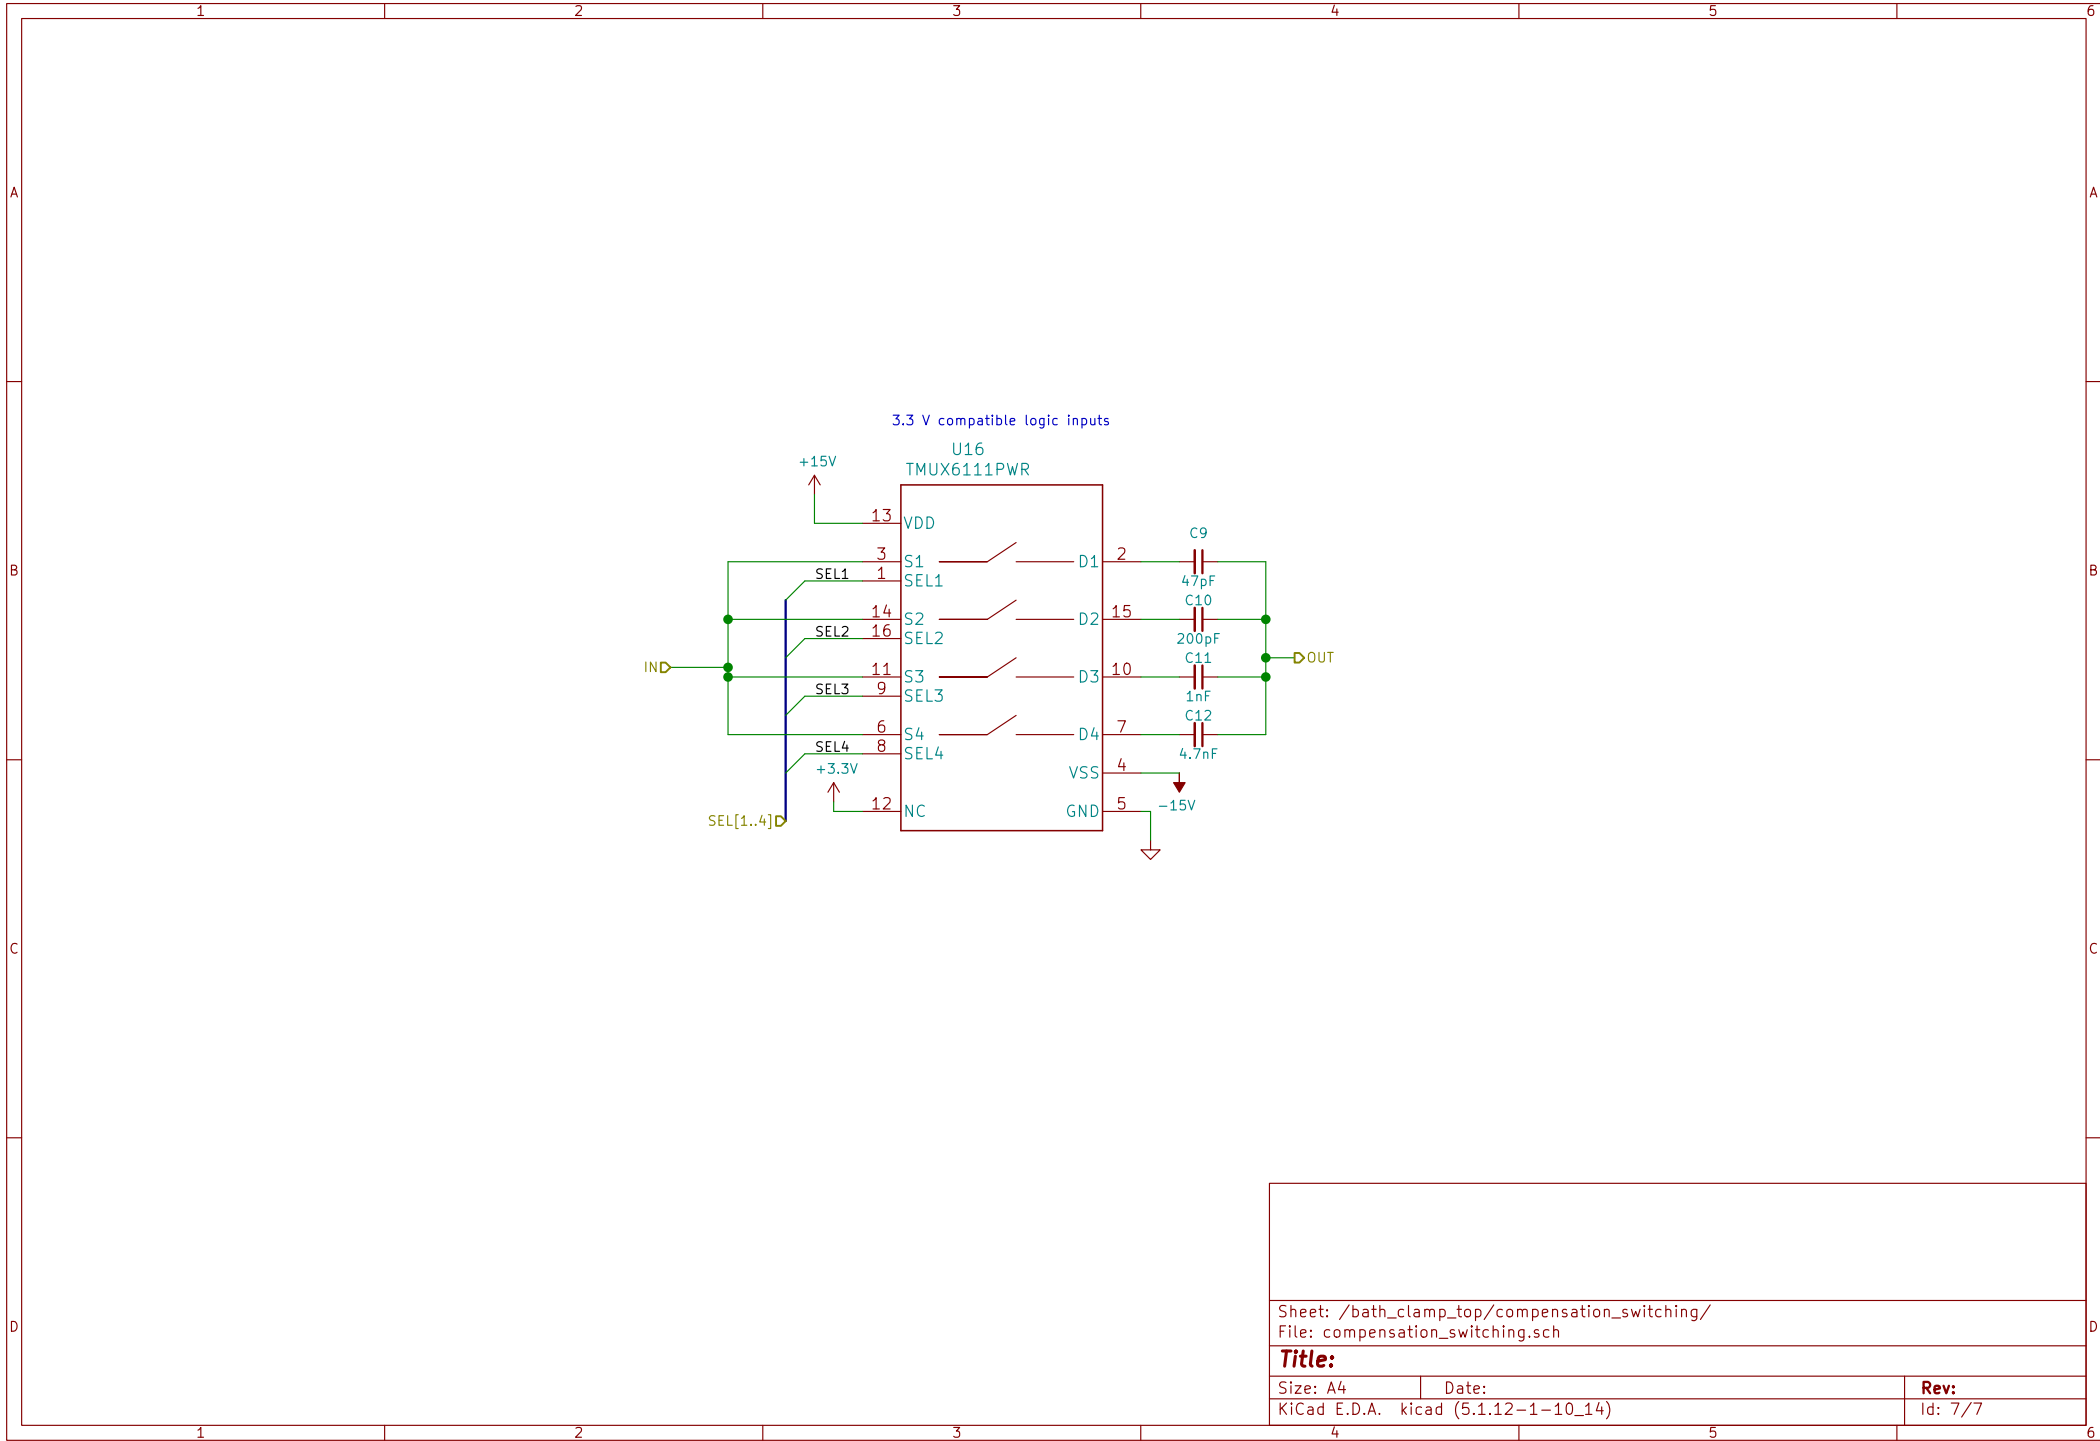 1 2 3 4 5 6
A A
3.3 V compatible logic inputs
U16
TMUX6111PWR
+15V
13 VDD
C9
3 S1 D1 2
SEL1 1 SEL1 47pF
C10
14 S2 D2 15
SEL2 16 SEL2 200pF
B B
IN
C11
OUT
11 S3 D3 10
SEL3 9 SEL3 1nF
C12
6 S4 D4 7
SEL4 8 SEL4 4.7nF
+3.3V
VSS 4
-15V
12 NC GND 5
SEL[1..4]
C C
Sheet: /bath_clamp_top/compensation_switching/
File: compensation_switching.sch
D D
Title:
Size: A4 Date: Rev:
KiCad E.D.A. kicad (5.1.12-1-10_14) Id: 7/7
1 2 3 4 5 6